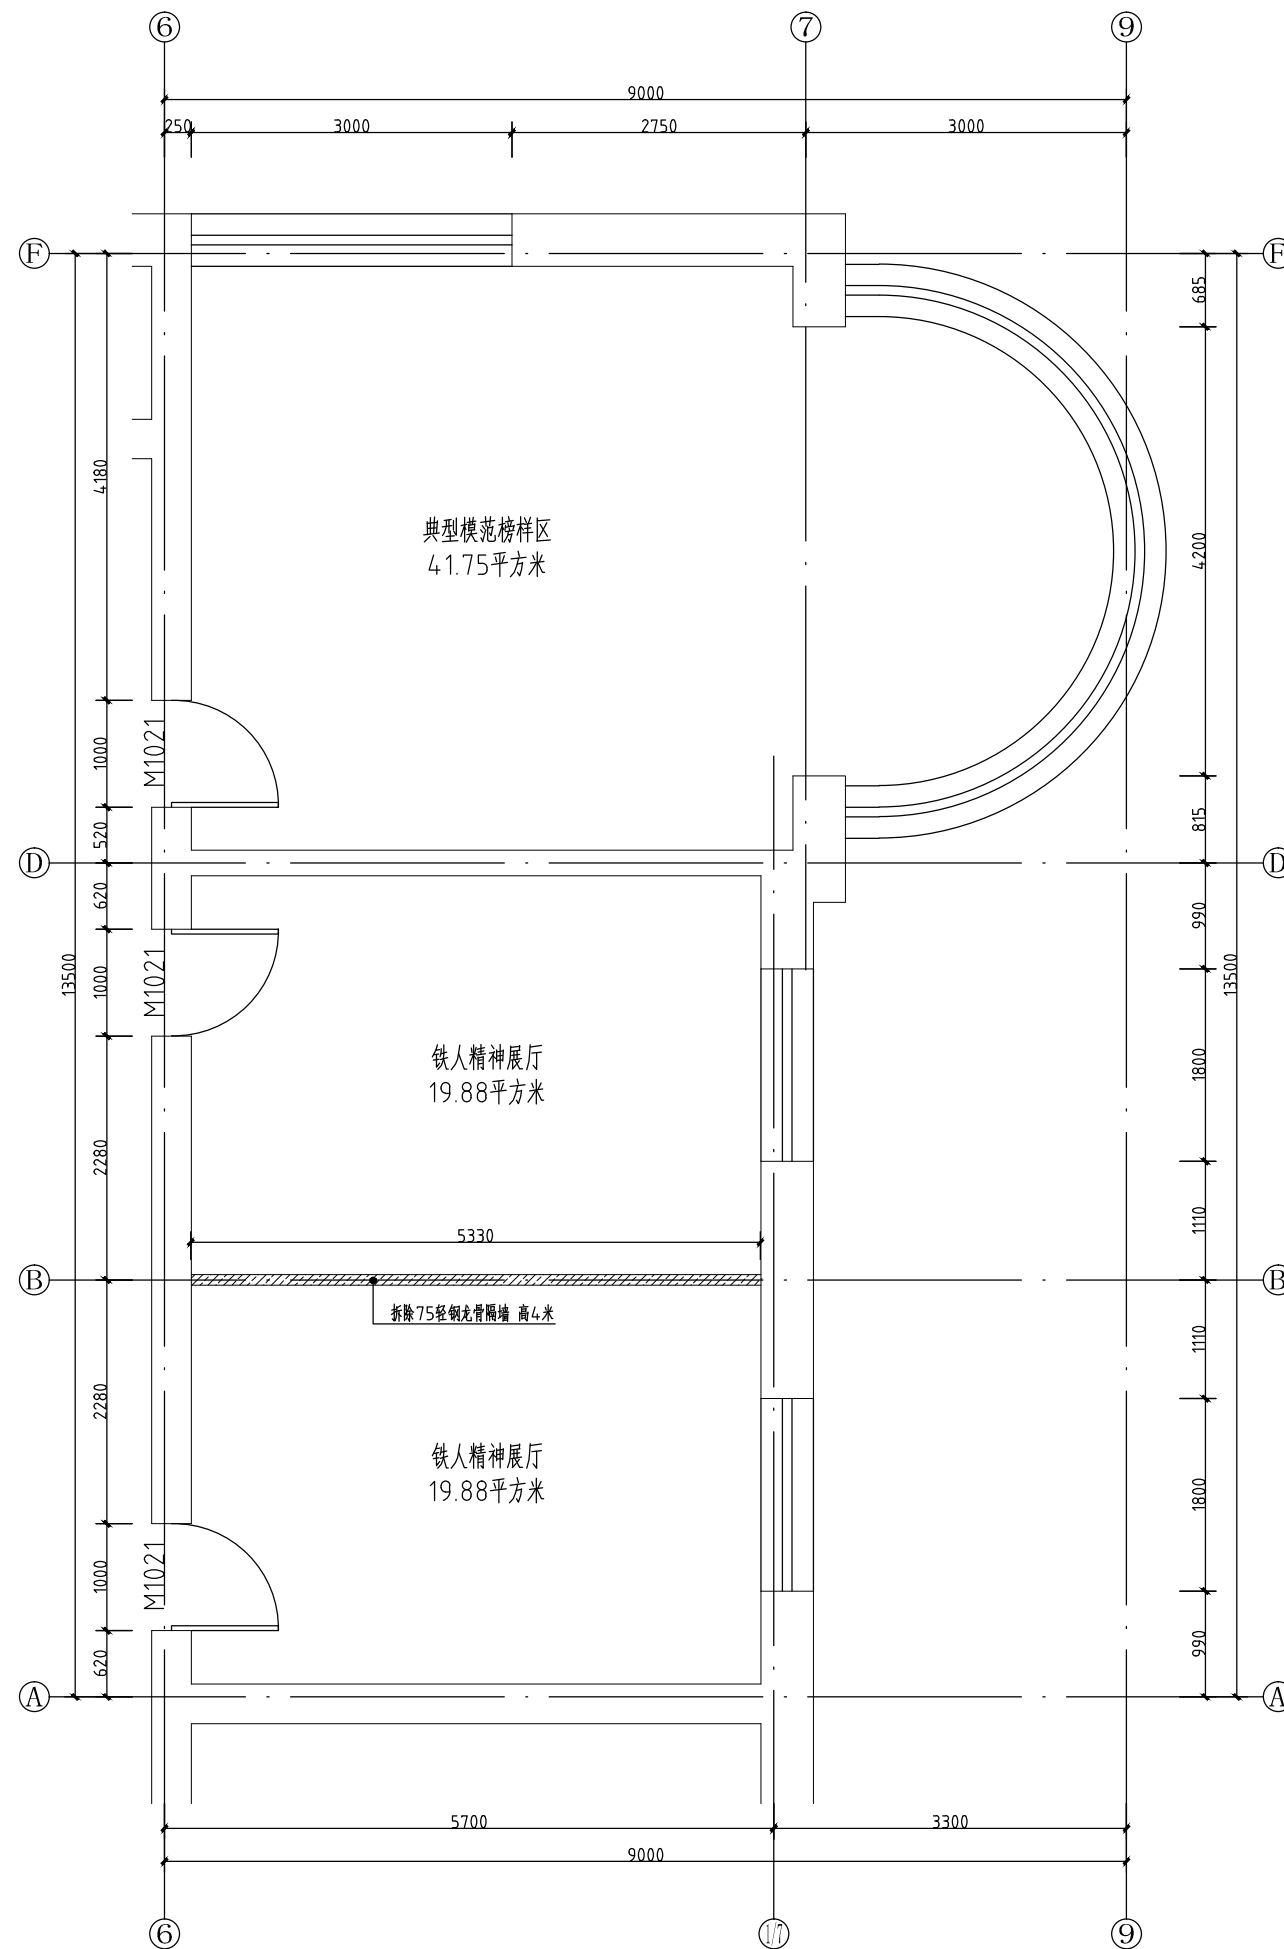 6
7
9
9000
250
3000
2750
3000
F
F
685
4180
4200
典型模范榜样区
41.75平方米
M1021
1000
815
520
D
D
620
990
M1021
1000
13500
13500
铁人精神展厅
19.88平方米
1800
2280
1110
5330
B
B
拆除75轻钢龙骨隔墙 高4米
1110
2280
铁人精神展厅
19.88平方米
1800
M1021
1000
990
620
A
A
5700
3300
9000
6
1/7
9